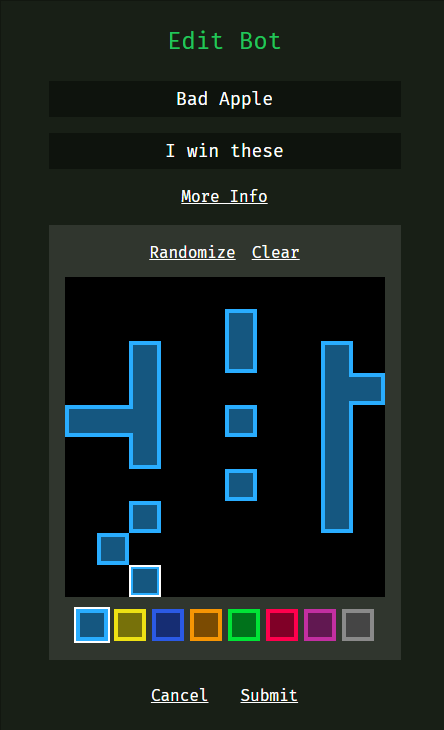 Edit Bot
Bad Apple
I win these
More Info
Randomize Clear
Cancel Submit